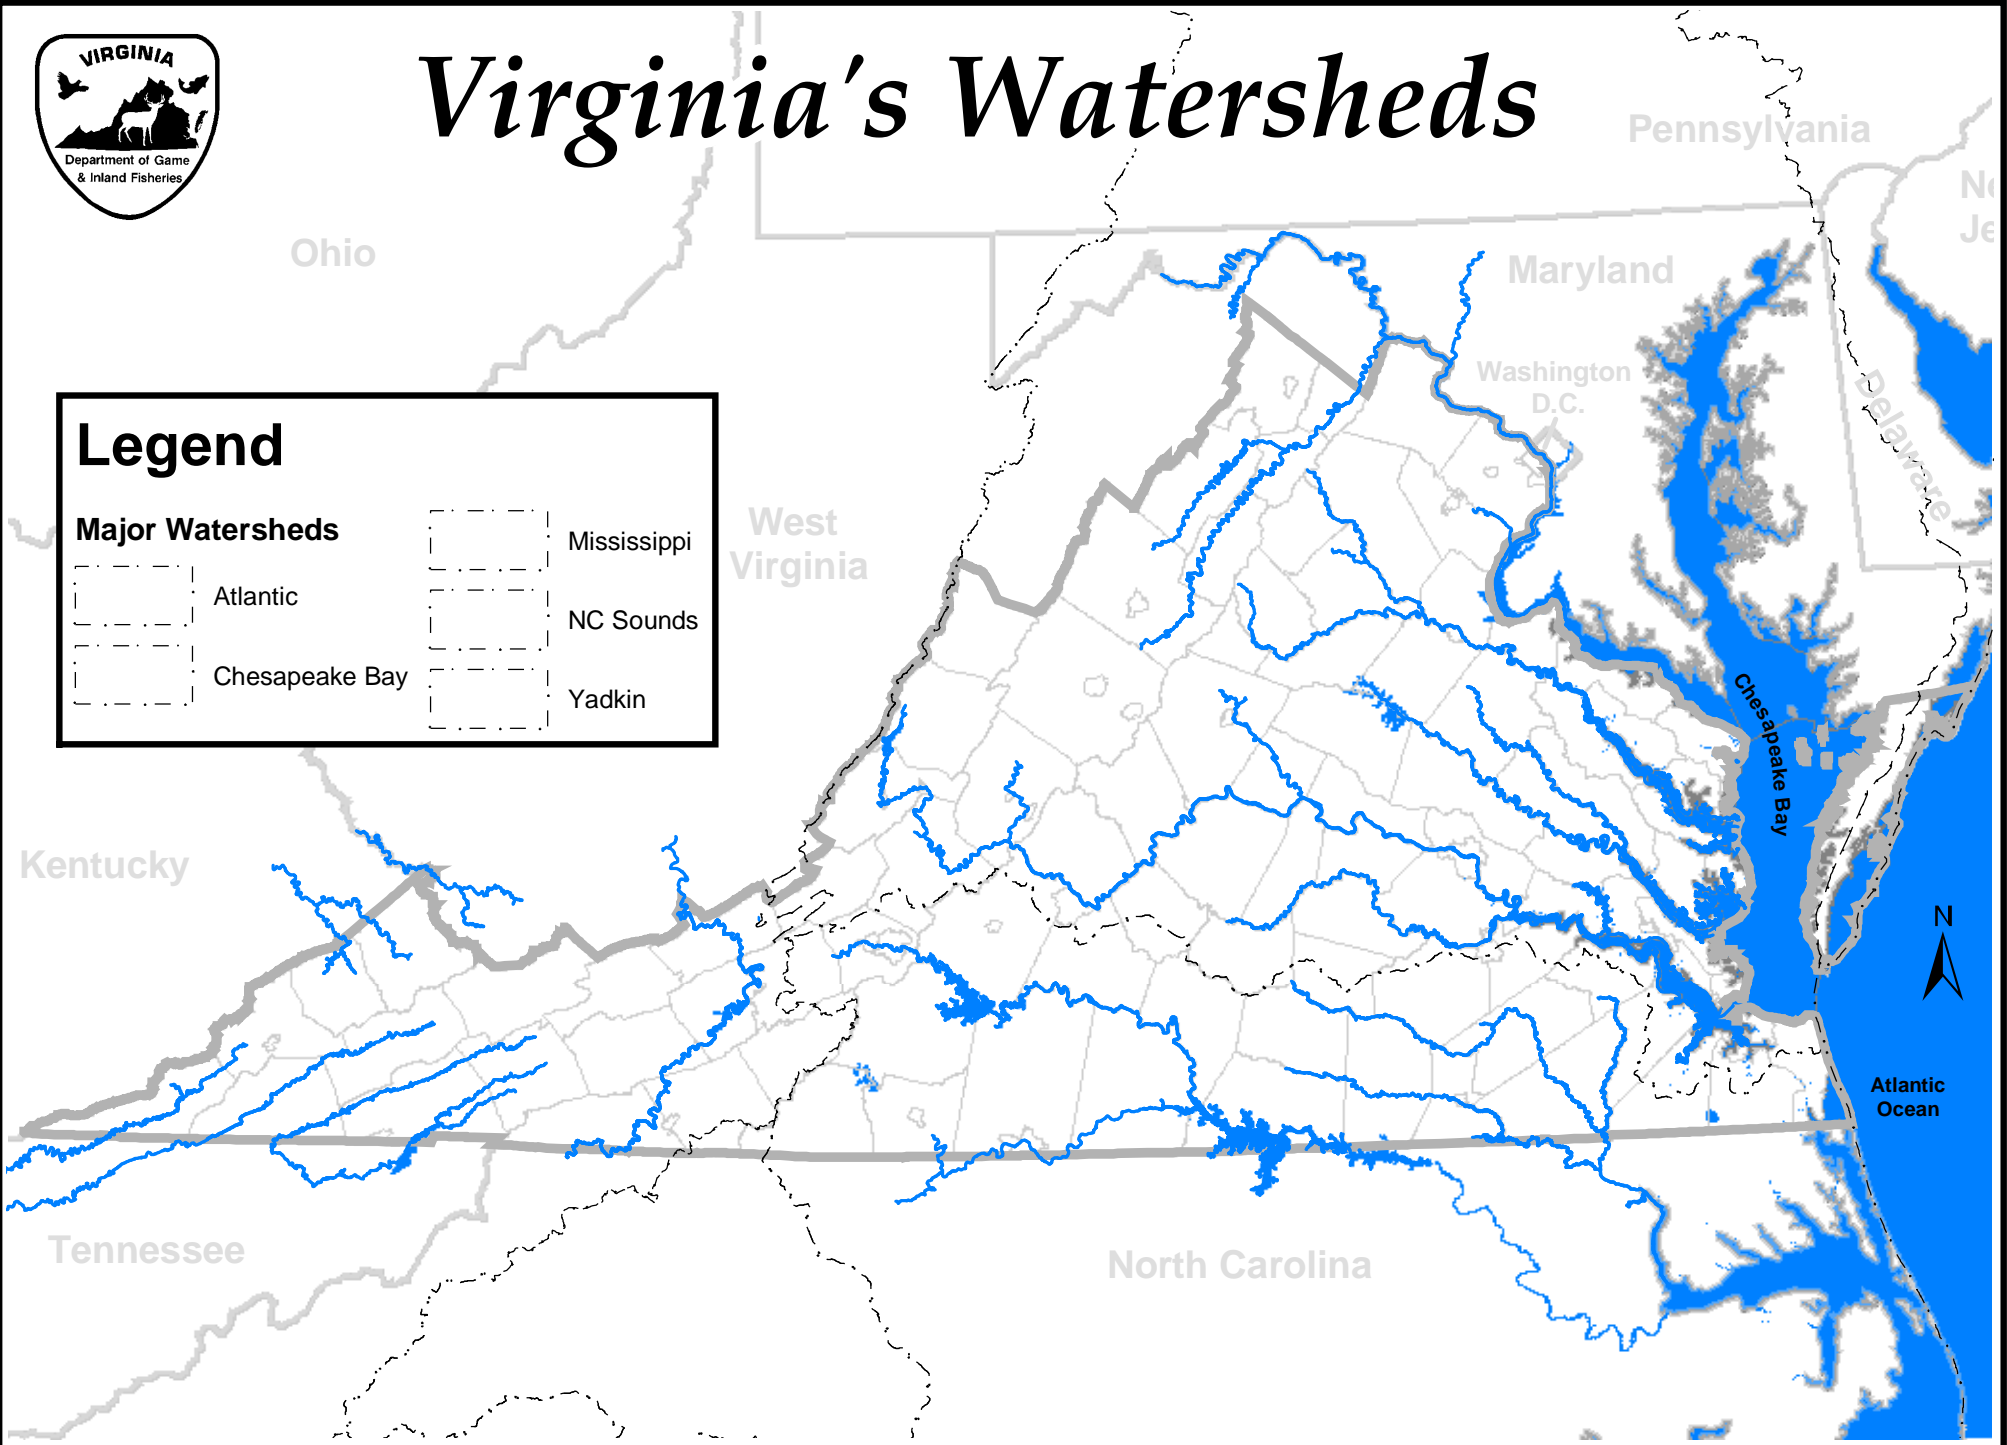 VIRGINIA
Department of Game
& Inland Fisheries
Virginia's Watersheds
Pennsylvania
Ohio
Maryland
Washington
D.C.
Delaware
Legend
Major Watersheds
Atlantic
Chesapeake Bay
Mississippi
NC Sounds
Yadkin
West
Virginia
Chesapeake Bay
Kentucky
N
Atlantic
Ocean
Tennessee
North Carolina